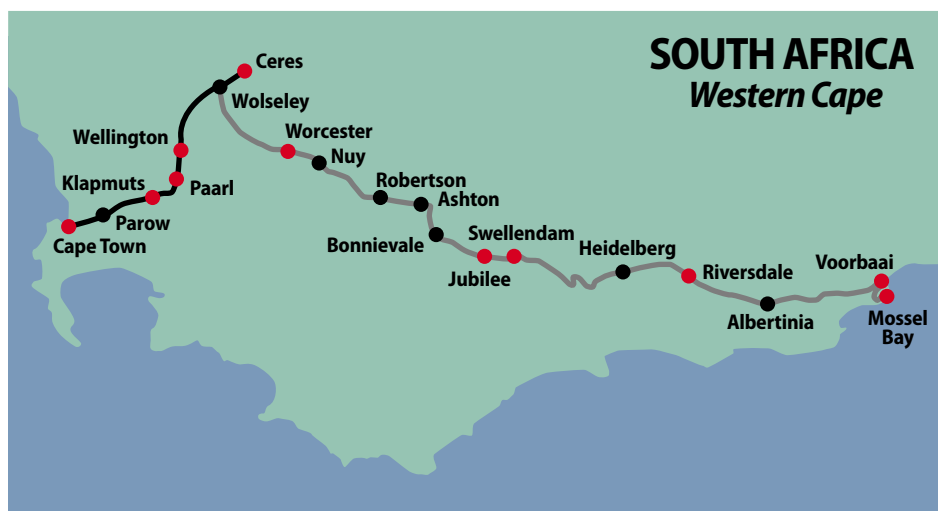 SOUTH AFRICA
Western Cape
Ceres
Wolseley
Wellington
Worcester
Nuy
Klapmuts
Paarl
Robertson
Ashton
Parow
Cape Town
Bonnievale
Swellendam
Jubilee
Heidelberg
Riversdale
Voorbaai
Albertinia
Mossel
Bay